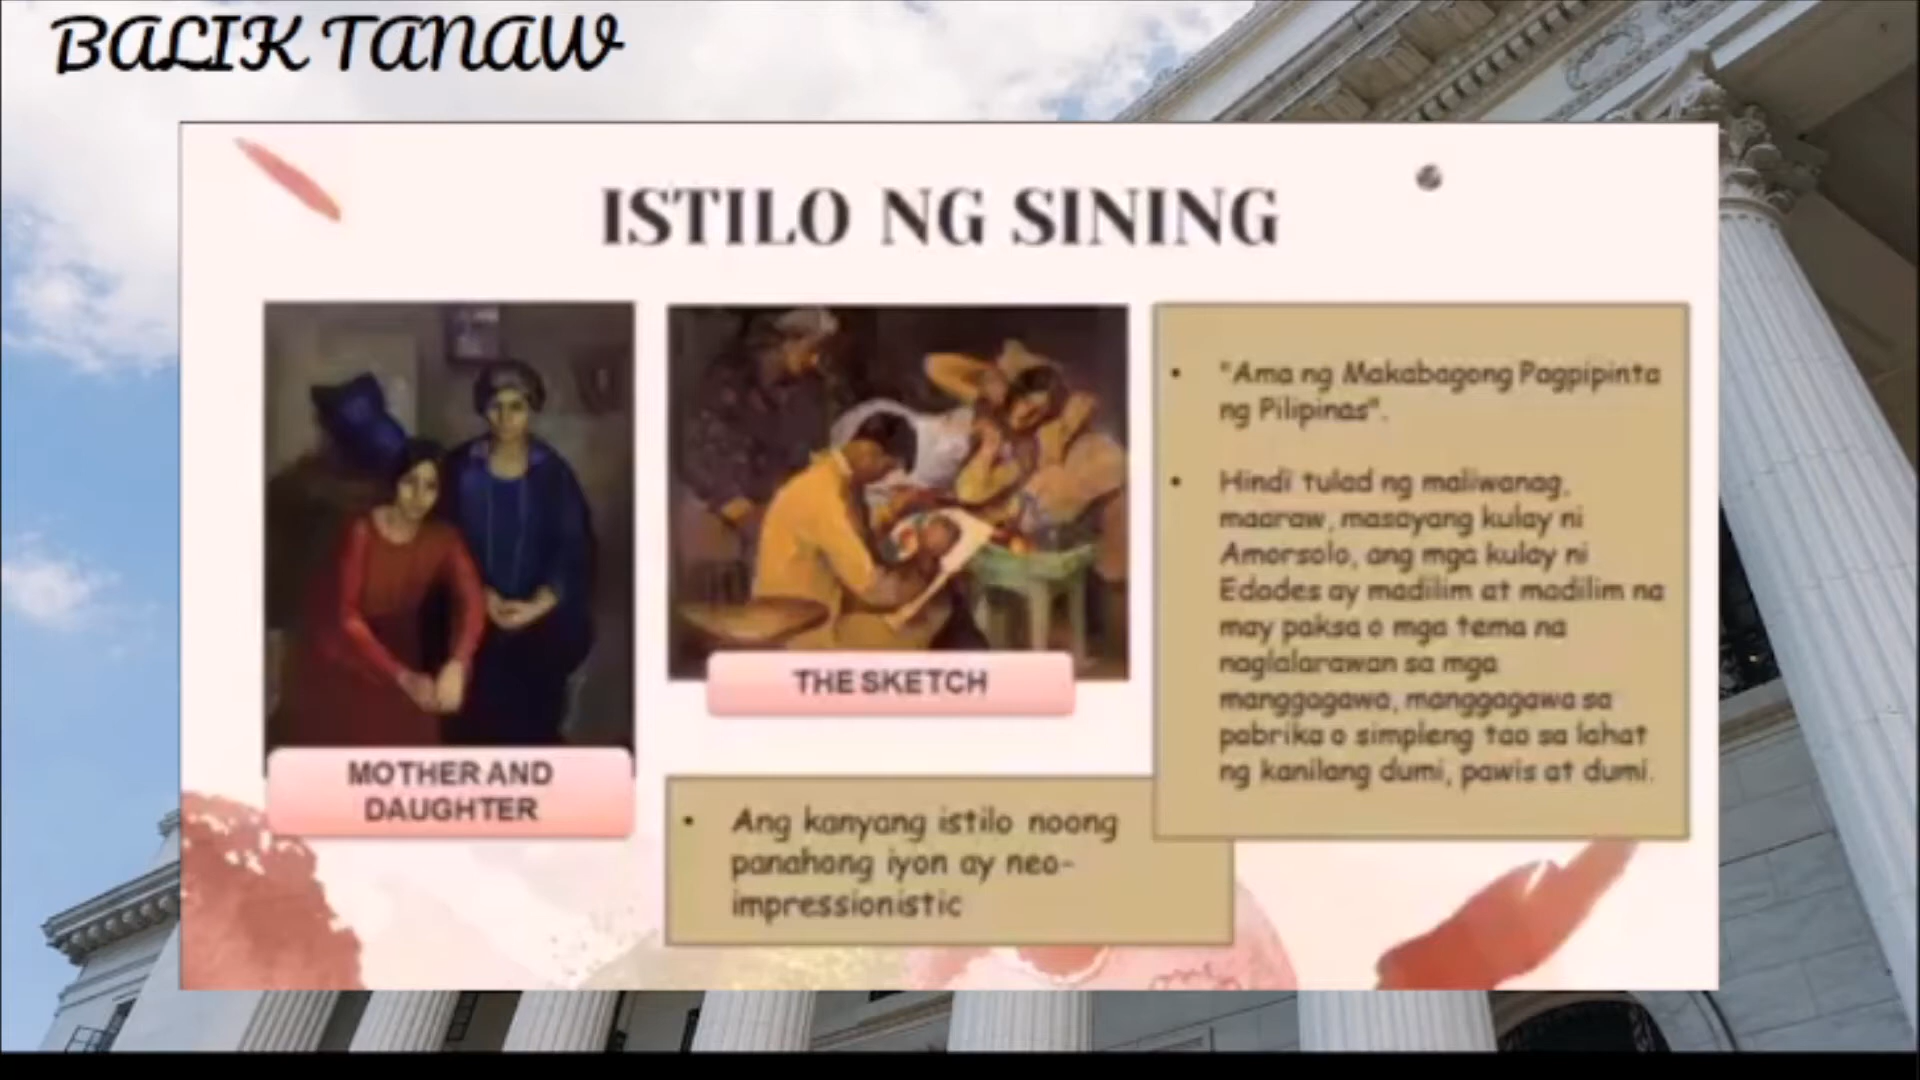 BALIK TANAW
ISTILO NG SINING
MOTHER AND
DAUGHTER
THE SKETCH
• Ang kanyang istilo noong
panahong iyon ay neo-
impressionistic
• "Ama ng Makabagong Pagpipinta
ng Pilipinas".
• Hindi tulad ng maliwanag,
maaraw, masayang kulay ni
Amorsolo, ang mga kulay ni
Edades ay madilim at madilim na
may paksa o mga tema na
naglalarawan sa mga
manggagawa, manggagawa sa
pabrika o simpleng tao sa lahat
ng kanilang dumi, pawis at dumi.